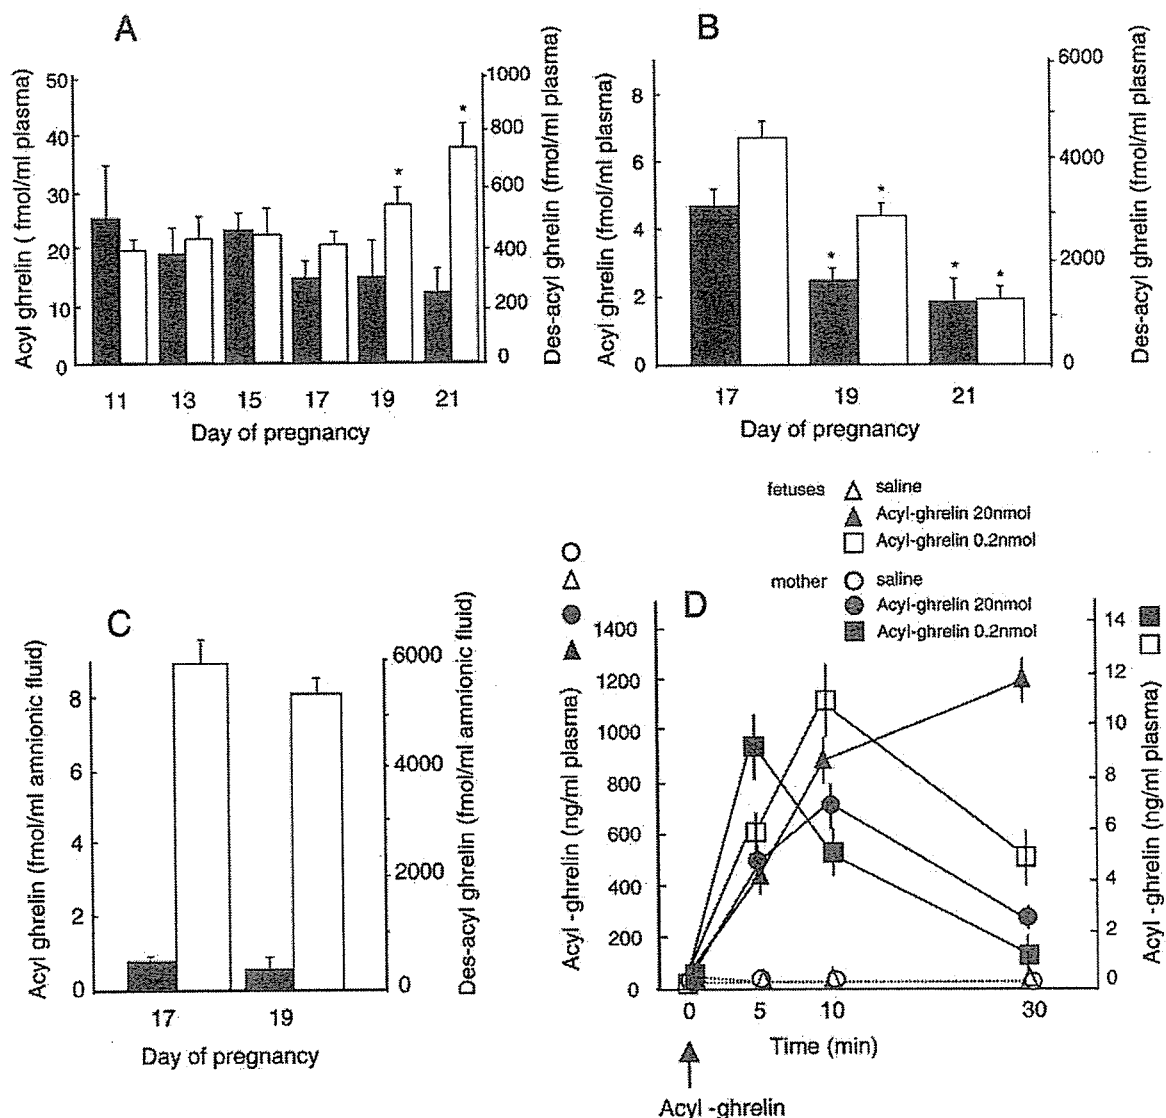 A
Acyl ghrelin ( fmol/ml plasma)
50
40
30
20
10
0
1000
800
600
400
200
0
Des-acyl ghrelin (fmol/ml plasma)
* *
11 13 15 17 19 21
Day of pregnancy
B
Acyl ghrelin (fmol/ml plasma)
8
6
4
2
0
6000
4000
2000
0
Des-acyl ghrelin (fmol/ml plasma)
* * * *
17 19 21
Day of pregnancy
C
Acyl ghrelin (fmol/ml amnionic fluid)
8
6
4
2
0
6000
4000
2000
0
Des-acyl ghrelin (fmol/ml amnionic fluid)
17 19
Day of pregnancy
fetuses saline
Acyl-ghrelin 20nmol
Acyl-ghrelin 0.2nmol
mother saline
Acyl-ghrelin 20nmol
Acyl-ghrelin 0.2nmol
D
Acyl -ghrelin (ng/ml plasma)
1400
1200
1000
800
600
400
200
0
14
12
10
8
6
4
2
0
Acyl -ghrelin (ng/ml plasma)
0 5 10 30
Time (min)
Acyl -ghrelin